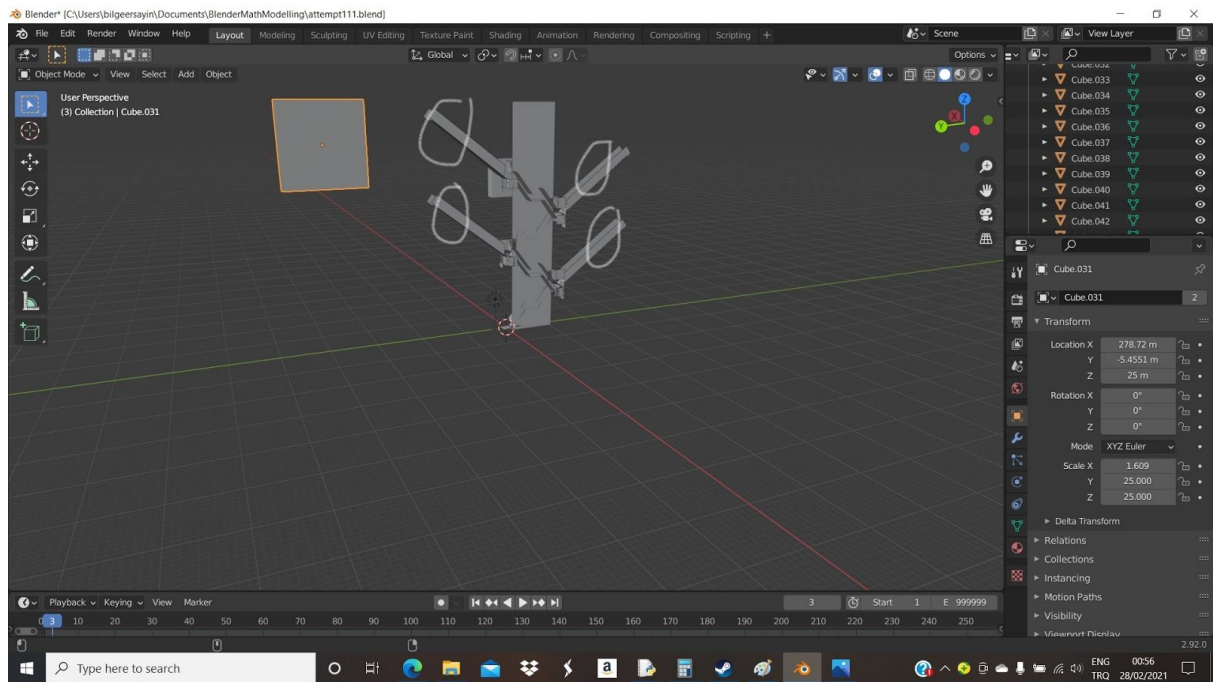 Blender* [C:\Users\bilgeersayin\Documents\BlenderMathModelling\attempt111.blend]
File Edit Render Window Help Layout Modeling Sculpting UV Editing Texture Paint Shading Animation Rendering Compositing Scripting + Scene View Layer
Global Options
Object Mode View Select Add Object
User Perspective
(3) Collection | Cube.031
Z
X
Y
Cube.032
Cube.033
Cube.034
Cube.035
Cube.036
Cube.037
Cube.038
Cube.039
Cube.040
Cube.041
Cube.042
Cube.031
Cube.031 2
Transform
Location X 278.72 m
Y -5.4551 m
Z 25 m
Rotation X 0°
Y 0°
Z 0°
Mode XYZ Euler
Scale X 1.609
Y 25.000
Z 25.000
Delta Transform
Relations
Collections
Instancing
Motion Paths
Visibility
Viewport Display
Playback Keying View Marker 3 Start 1 E 999999
0 3 10 20 30 40 50 60 70 80 90 100 110 120 130 140 150 160 170 180 190 200 210 220 230 240 250
2.92.0
Type here to search a ENG 00:56
TRQ 28/02/2021